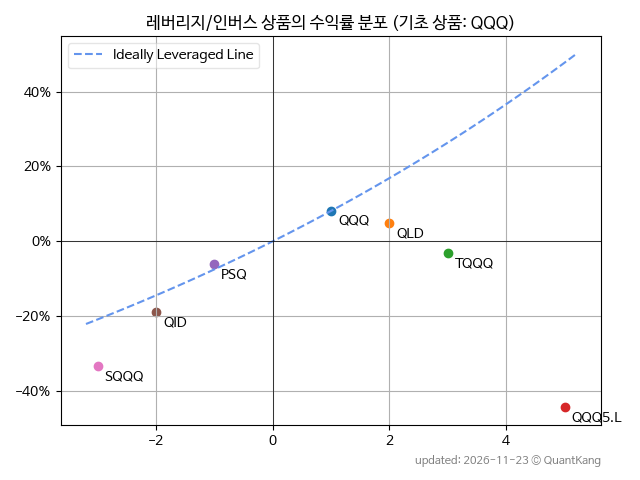 레버리지/인버스 상품의 수익률 분포 (기초 상품: QQQ)
Ideally Leveraged Line
40%
20%
0%
−20%
−40%
QQQ
QLD
TQQQ
PSQ
QID
SQQQ
QQQ5.L
−2
0
2
4
updated: 2026-11-23 © QuantKang